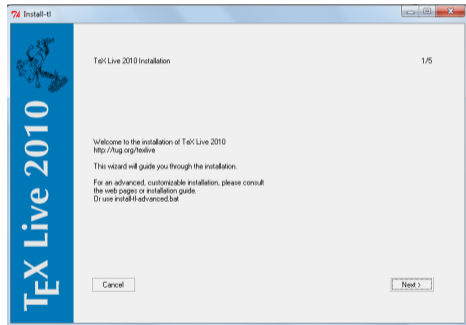 Install-tl
TeX Live 2010
TeX Live 2010 Installation
1/5
Welcome to the installation of TeX Live 2010
http://tug.org/texlive
This wizard will guide you through the installation.
For an advanced, customizable installation, please consult
the web pages or installation guide.
Or use install-tl-advanced.bat
Cancel
Next >